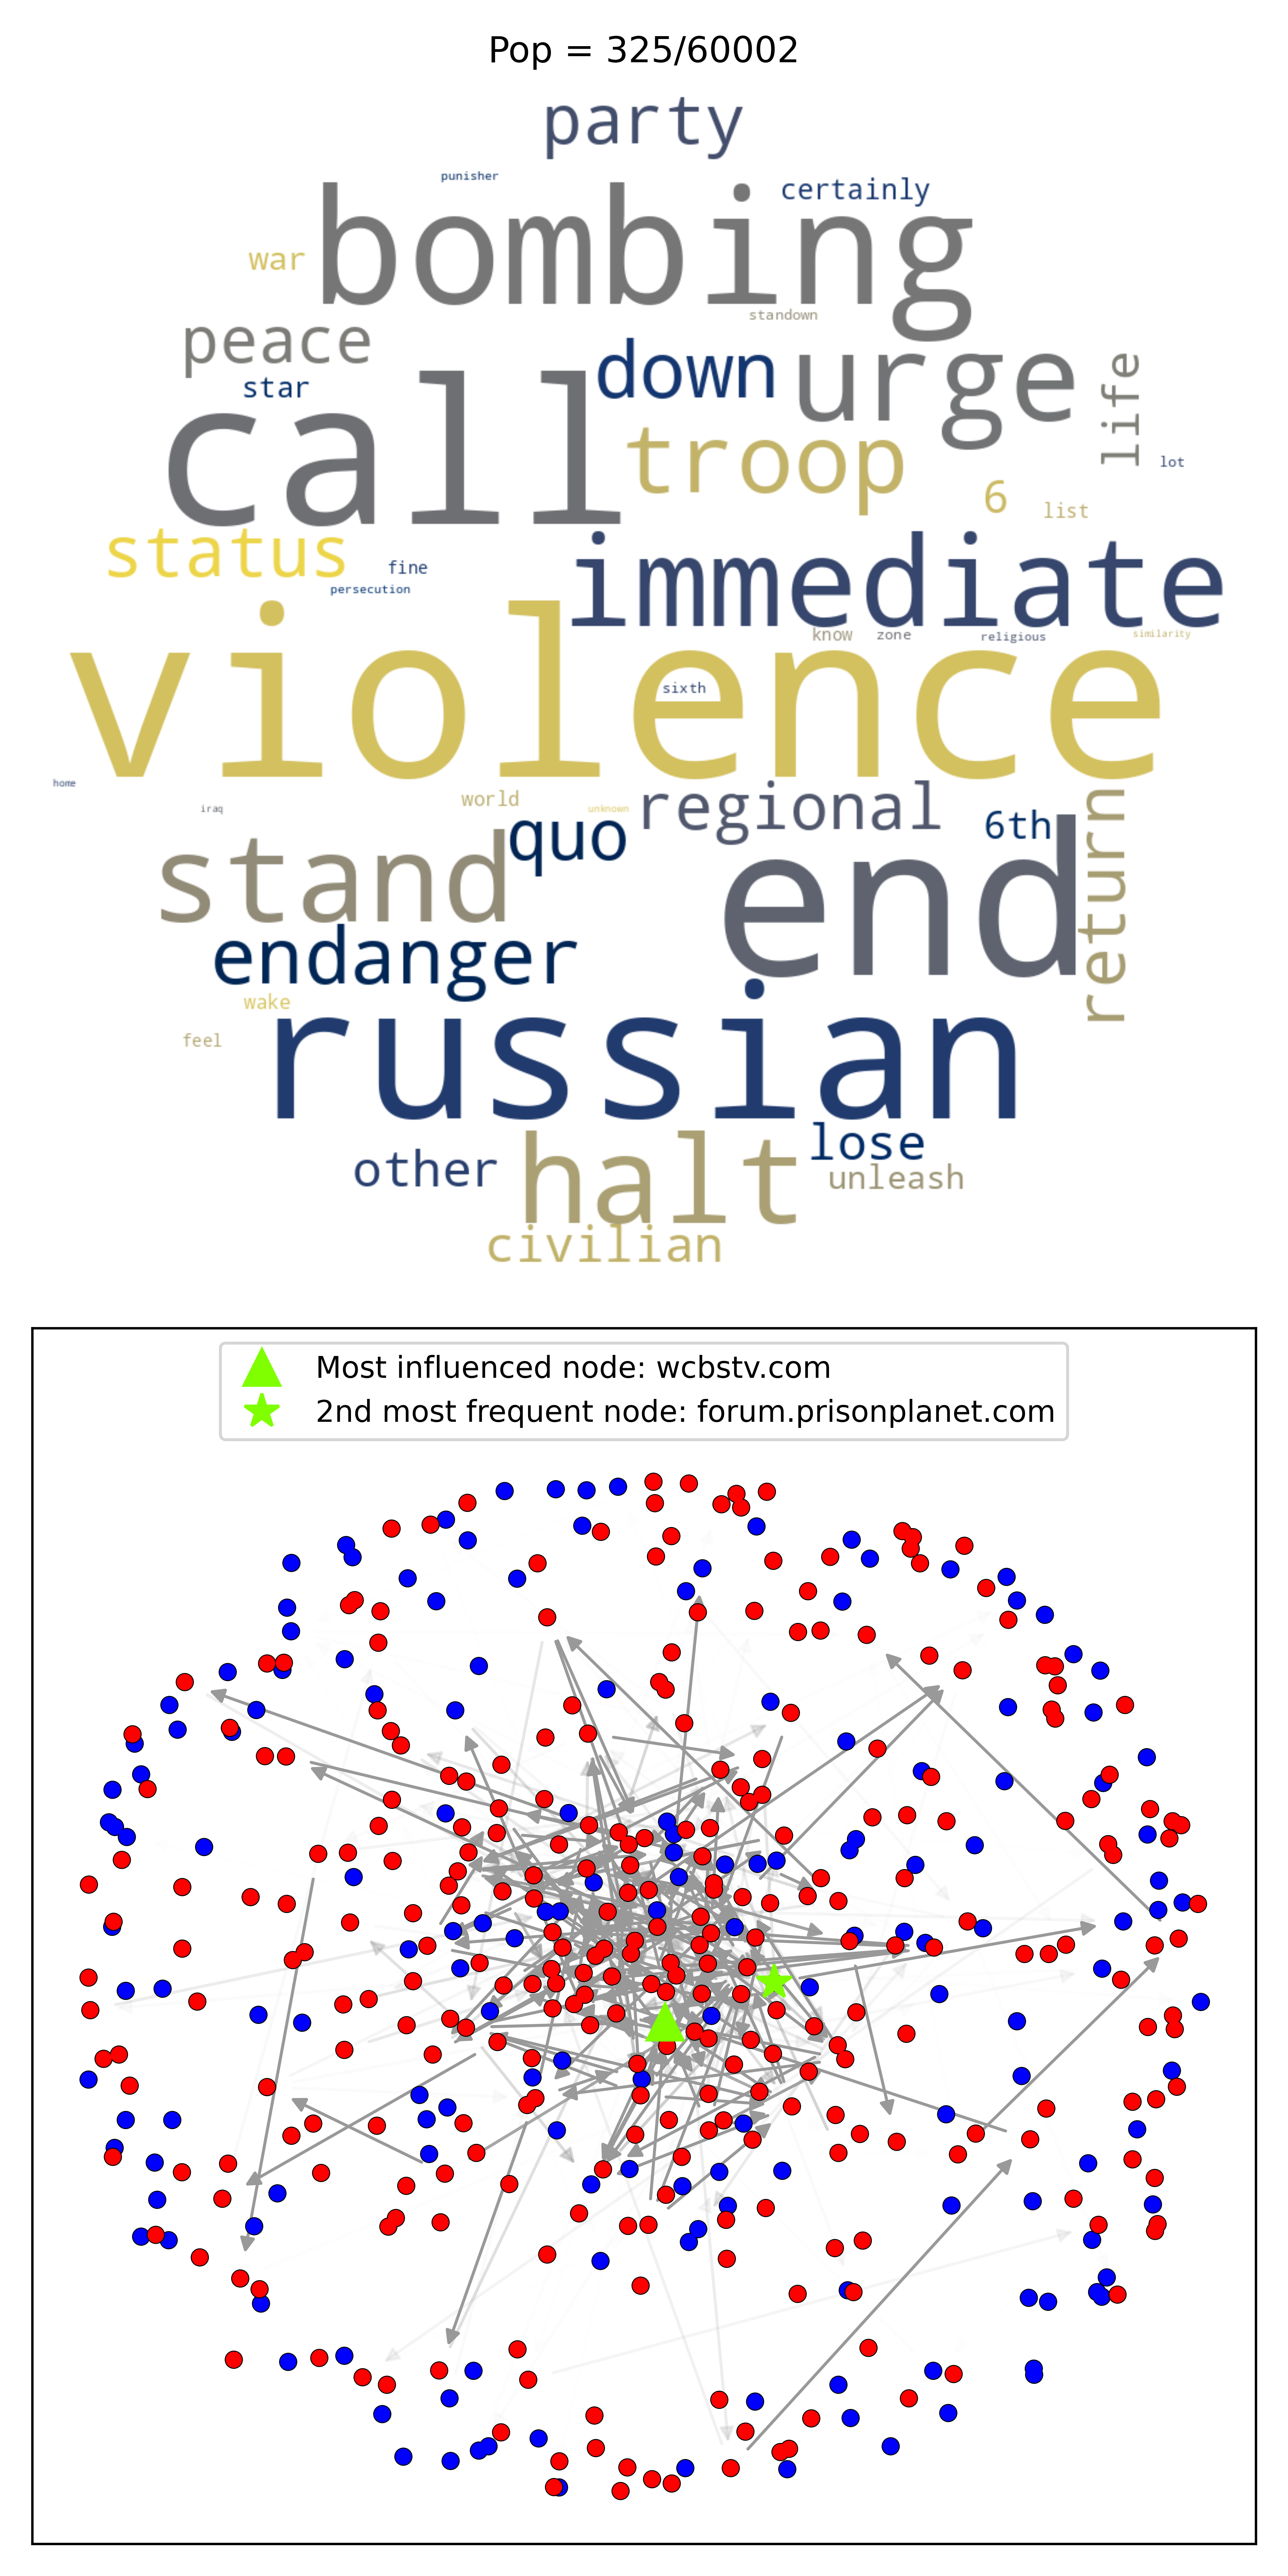 Pop = 325/60002
party
punisher
certainly
war
bombing
standown
peace
down
urge
life
star
call
troop
lot
6
list
status
fine
immediate
persecution
know
zone
religious
similarity
violence
sixth
home
iraq
world
unknown
regional
return
quo
6th
stand
end
endanger
wake
feel
russian
lose
other
halt
unleash
civilian
Most influenced node: wcbstv.com
2nd most frequent node: forum.prisonplanet.com